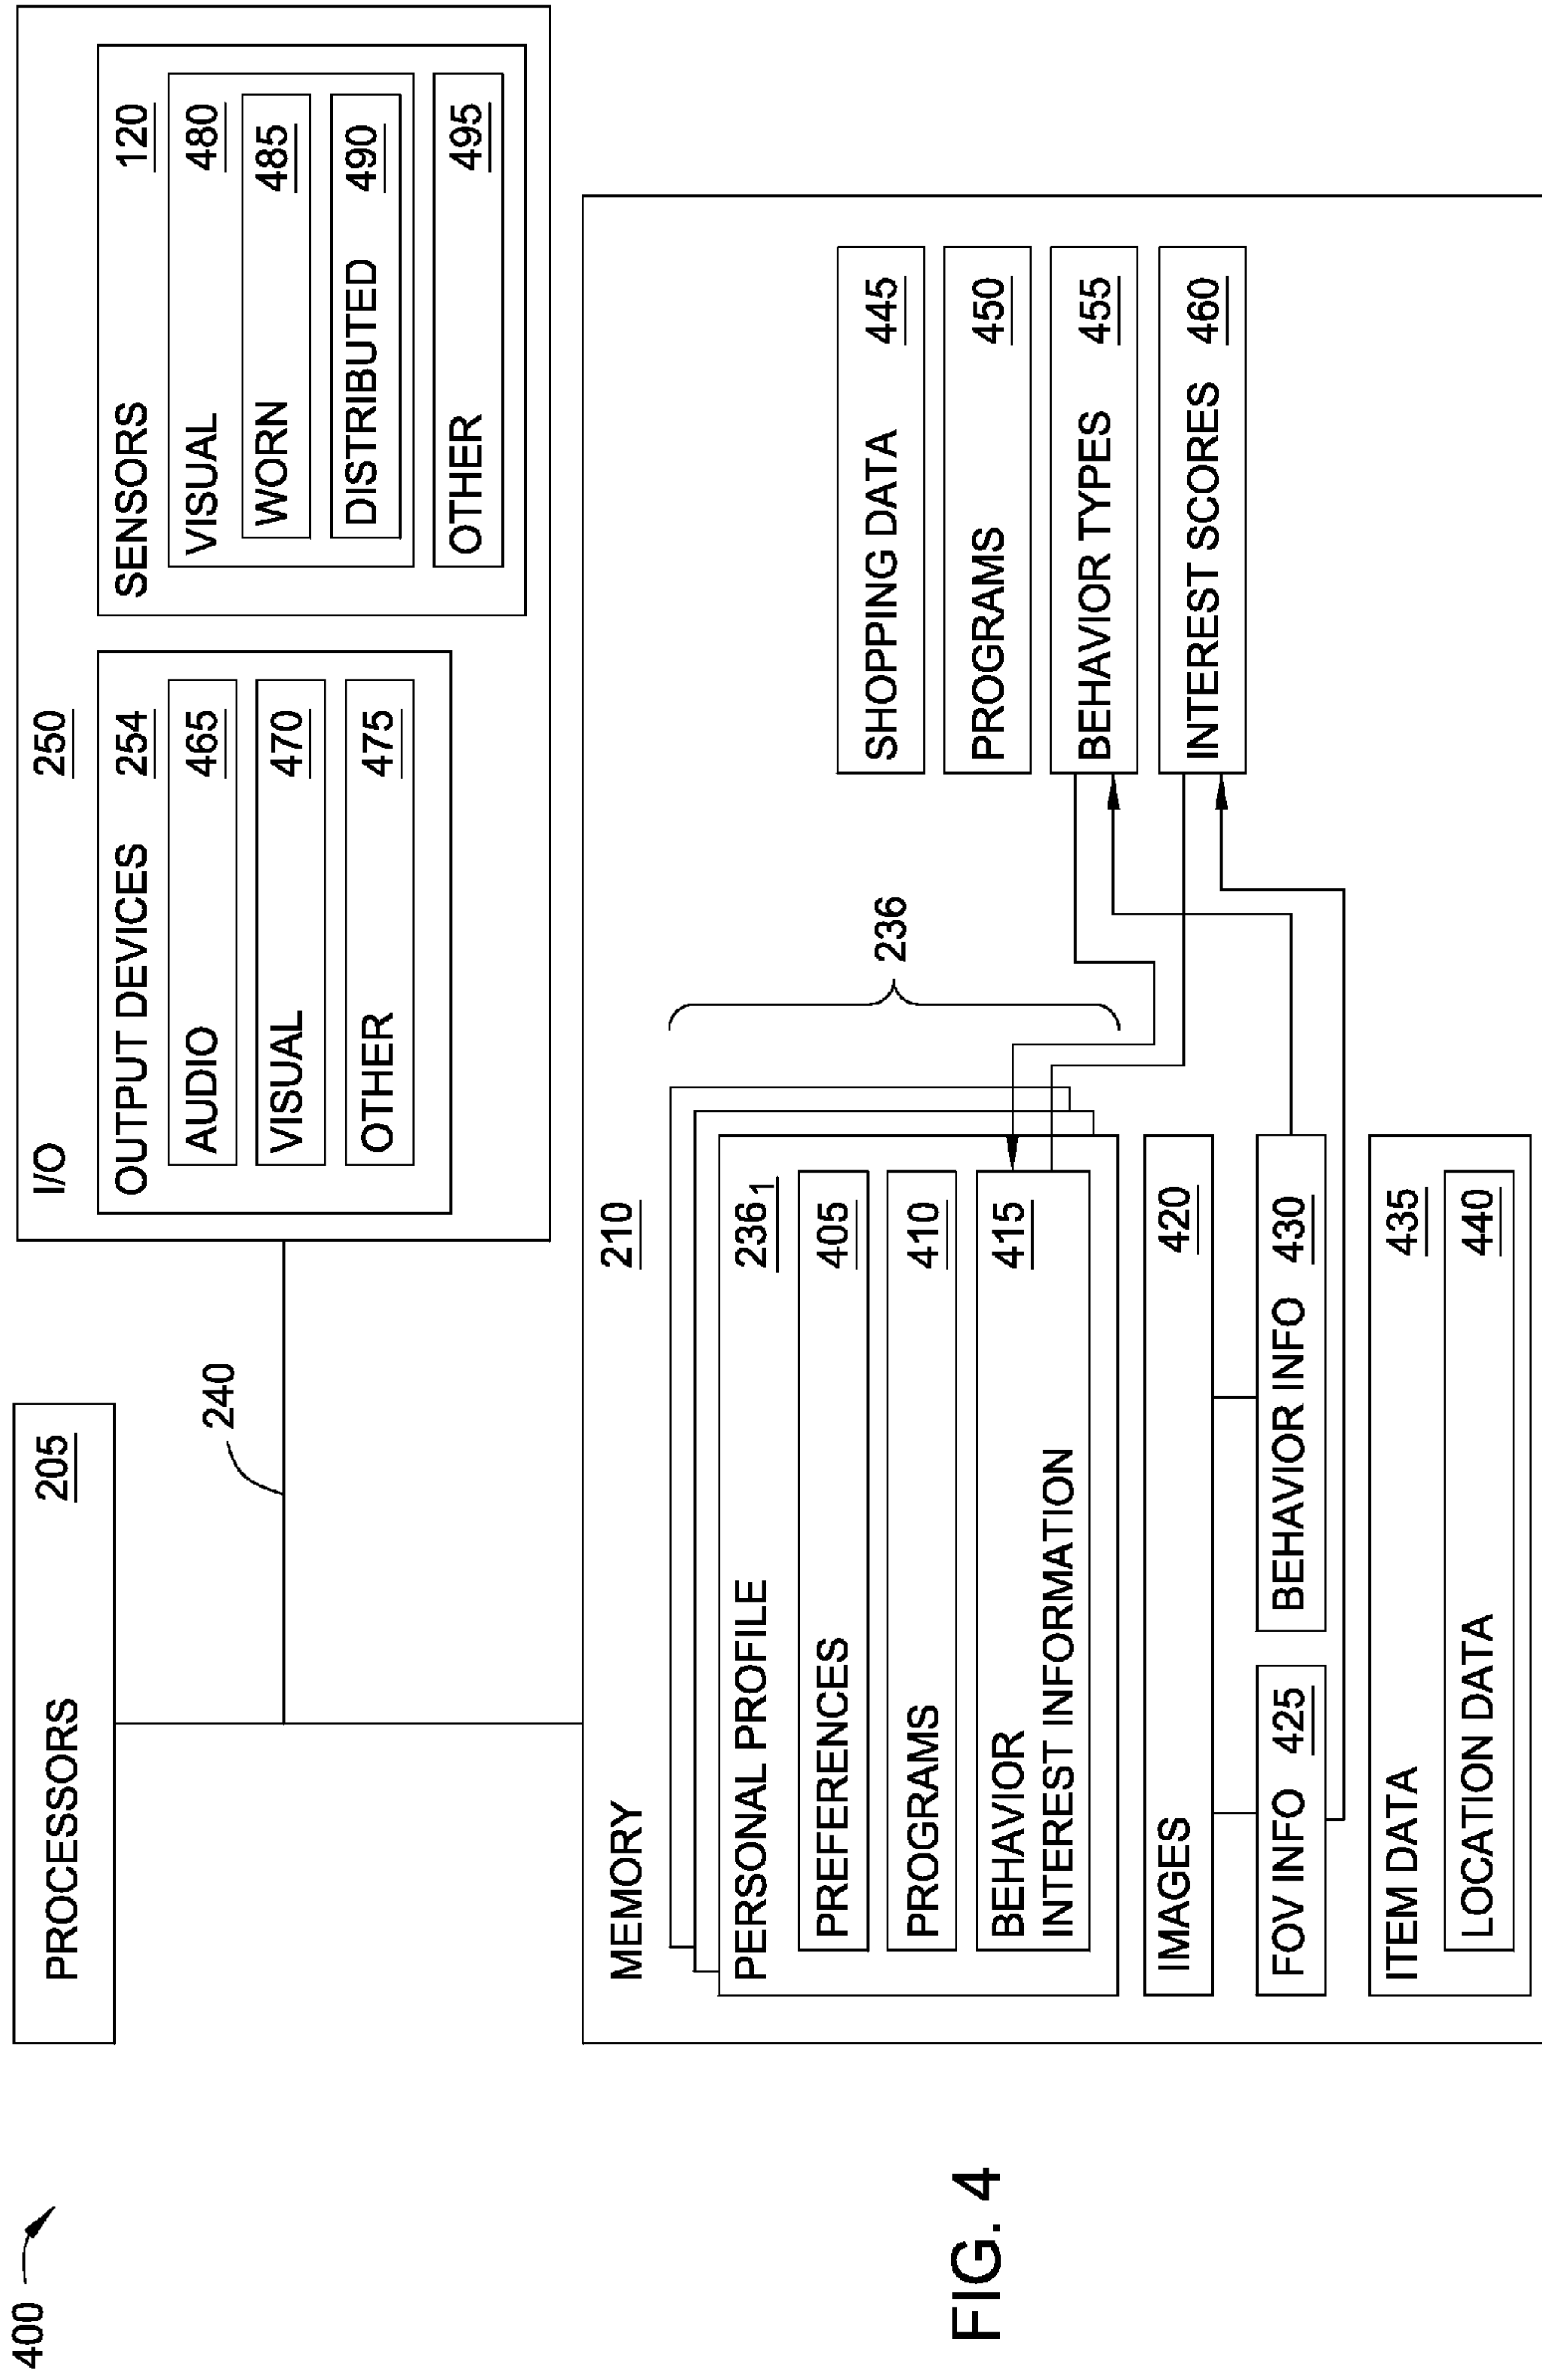 400
PROCESSORS 205
240
I/O 250
OUTPUT DEVICES 254
AUDIO 465
VISUAL 470
OTHER 475
SENSORS 120
VISUAL 480
WORN 485
DISTRIBUTED 490
OTHER 495
MEMORY 210
PERSONAL PROFILE 236₁
PREFERENCES 405
PROGRAMS 410
BEHAVIOR
INTEREST INFORMATION 415
236
IMAGES 420
FOV INFO 425
BEHAVIOR INFO 430
ITEM DATA 435
LOCATION DATA 440
SHOPPING DATA 445
PROGRAMS 450
BEHAVIOR TYPES 455
INTEREST SCORES 460
FIG. 4